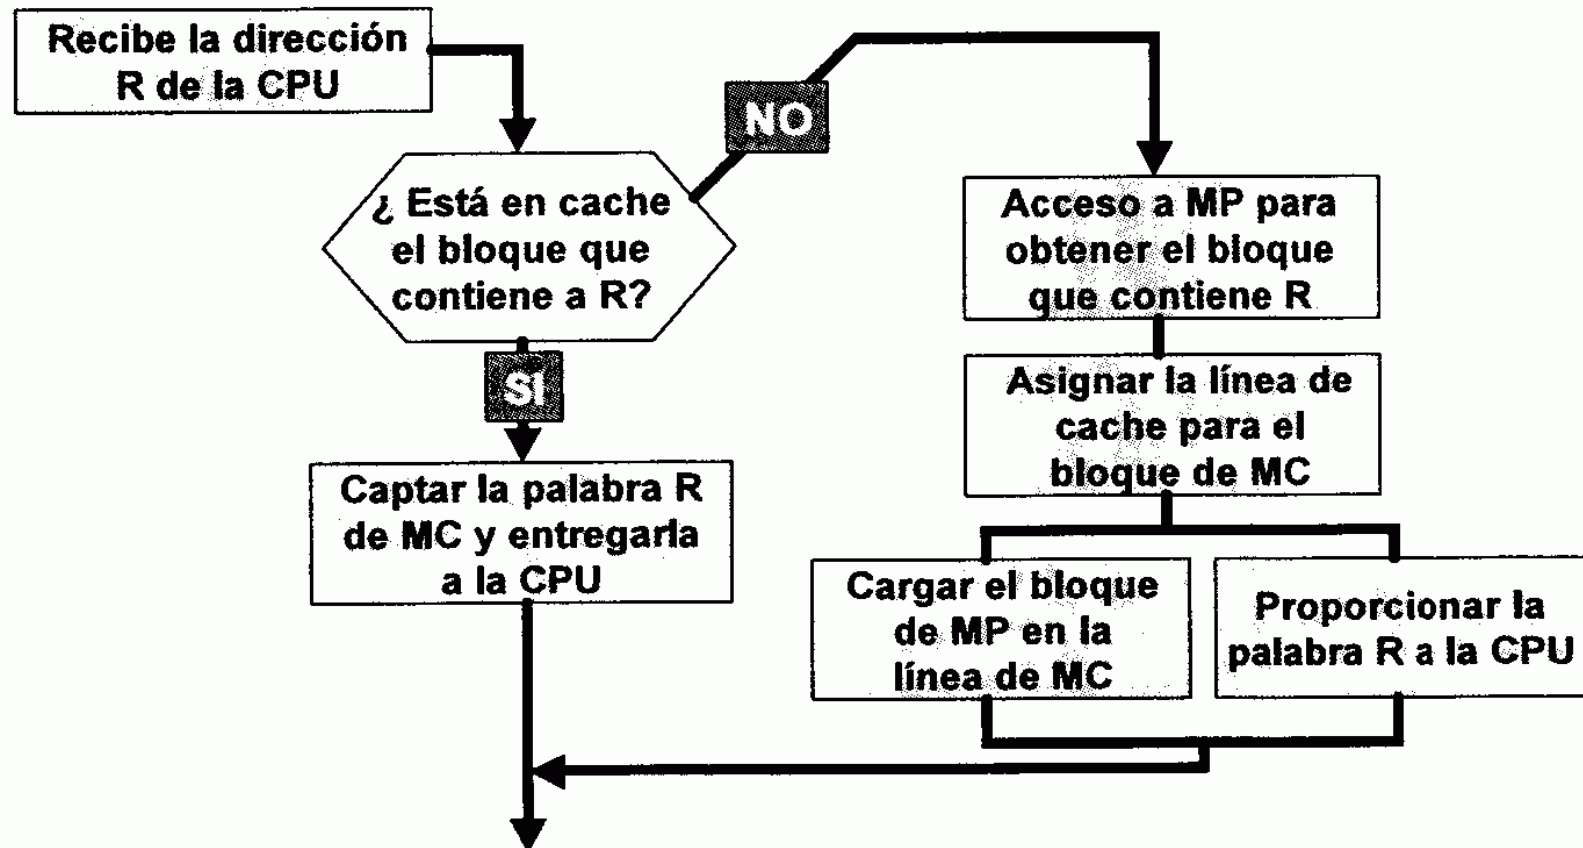 Recibe la dirección
R de la CPU
NO
¿ Está en cache
el bloque que
contiene a R?
SI
Captar la palabra R
de MC y entregarla
a la CPU
Acceso a MP para
obtener el bloque
que contiene R
Asignar la línea de
cache para el
bloque de MC
Cargar el bloque
de MP en la
línea de MC
Proporcionar la
palabra R a la CPU